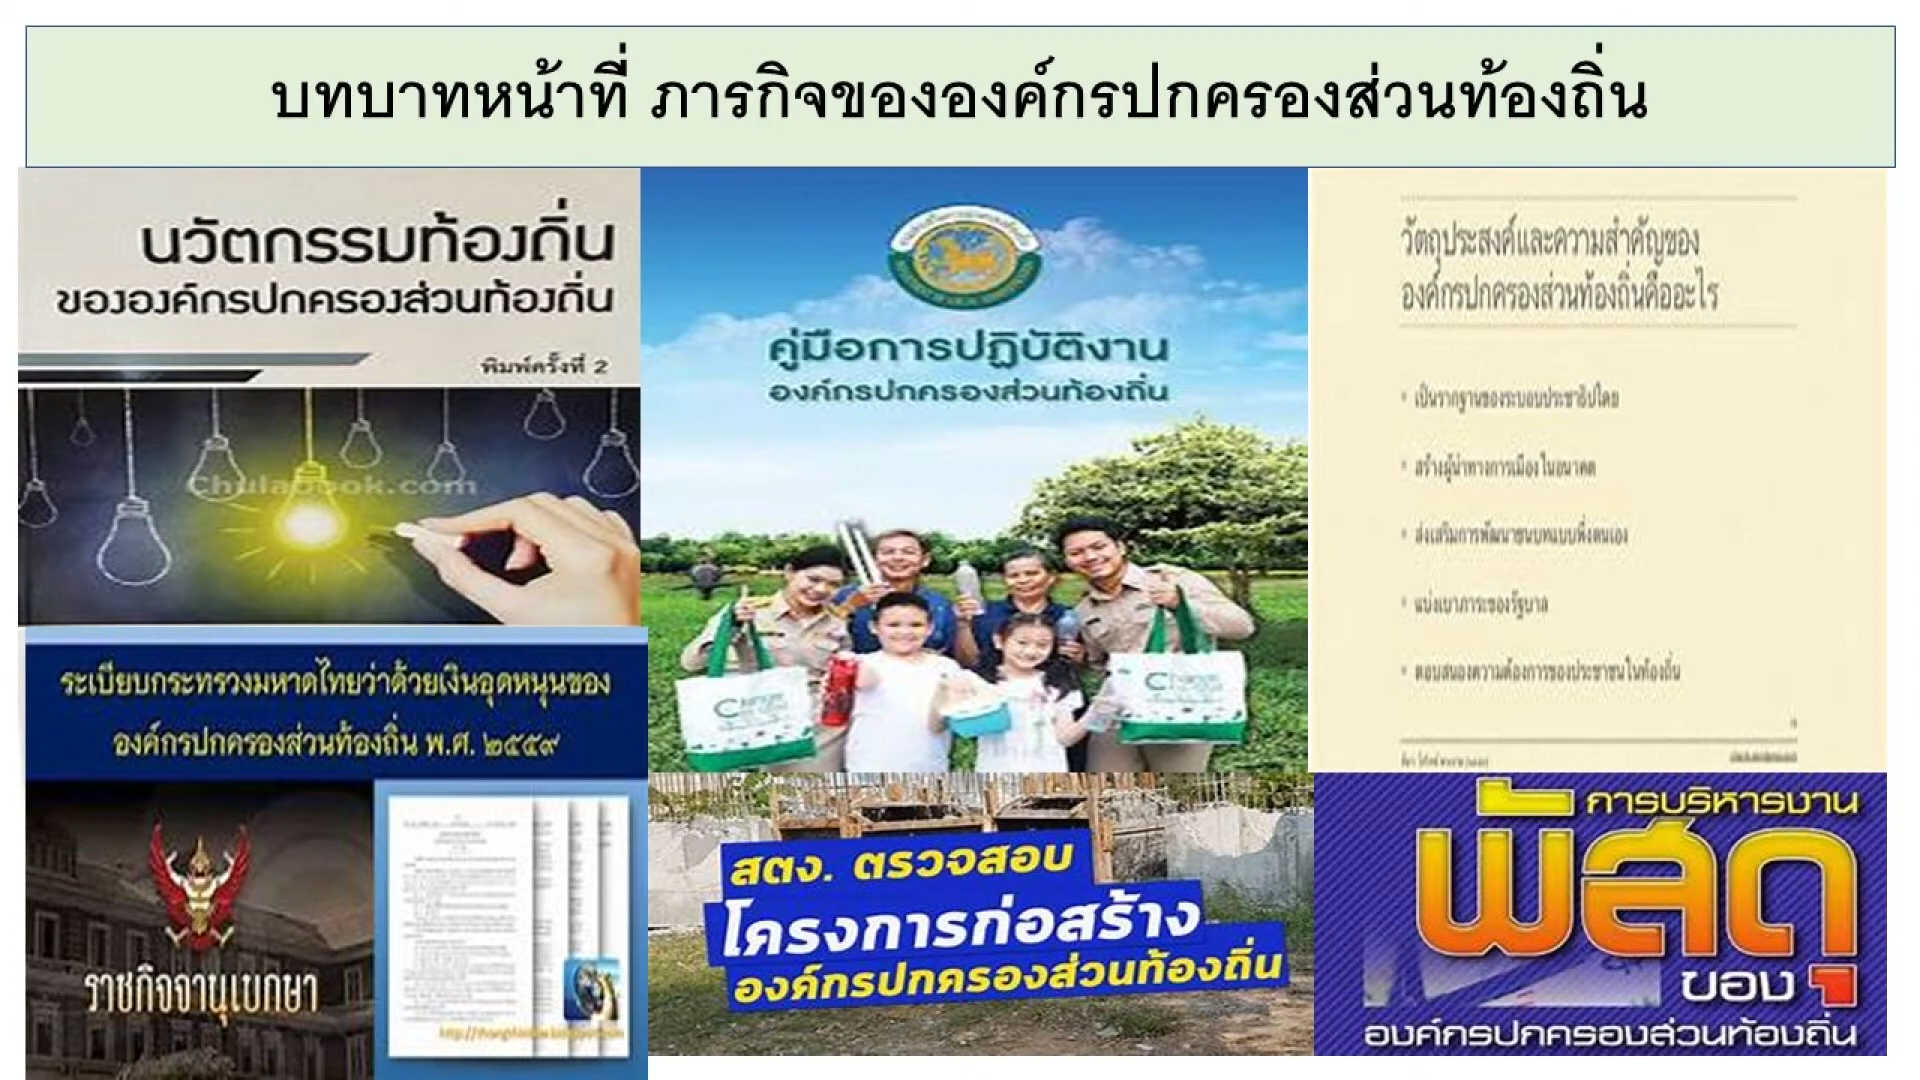 บทบาทหน้าที่ ภารกิจขององค์กรปกครองส่วนท้องถิ่น
นวัตกรรมท้องถิ่น
ขององค์กรปกครองส่วนท้องถิ่น
พิมพ์ครั้งที่ 2
Chulabook.com
ระเบียบกระทรวงมหาดไทยว่าด้วยเงินอุดหนุนของ
องค์กรปกครองส่วนท้องถิ่น พ.ศ. ๒๕๕๙
ราชกิจจานุเบกษา
คู่มือการปฏิบัติงาน
องค์กรปกครองส่วนท้องถิ่น
สตง. ตรวจสอบ
โครงการก่อสร้าง
องค์กรปกครองส่วนท้องถิ่น
วัตถุประสงค์และความสำคัญของ
องค์กรปกครองส่วนท้องถิ่นคืออะไร
เป็นรากฐานของระบอบประชาธิปไตย
สร้างผู้นำทางการเมืองในอนาคต
ส่งเสริมการพัฒนาชนบทแบบพึ่งตนเอง
แบ่งเบาภาระของรัฐบาล
ตอบสนองความต้องการของประชาชนในท้องถิ่น
การบริหารงาน
พัสดุ
ของ
องค์กรปกครองส่วนท้องถิ่น